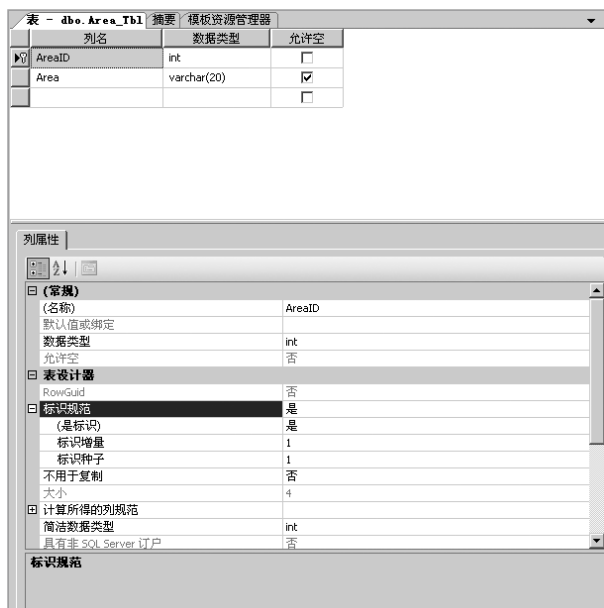 表 - dbo.Area_Tbl 摘要 模板资源管理器
列名 数据类型 允许空
AreaID int
Area varchar(20)
列属性
(常规)
(名称) AreaID
默认值或绑定
数据类型 int
允许空 否
表设计器
RowGuid 否
标识规范 是
(是标识) 是
标识增量 1
标识种子 1
不用于复制 否
大小 4
计算所得的列规范
简洁数据类型 int
具有非 SQL Server 订户 否
标识规范